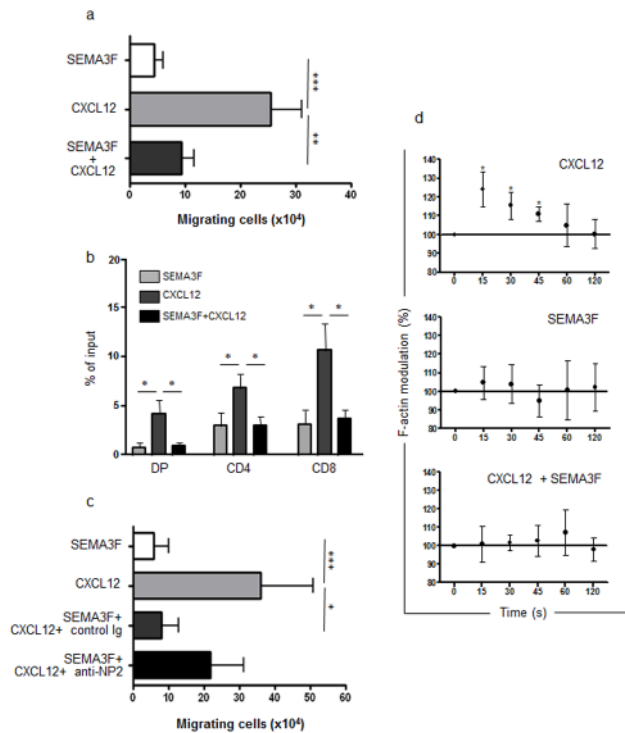 a
SEMA3F
CXCL12
SEMA3F
+
CXCL12
***
**
0 10 20 30 40
Migrating cells (x10⁴)
b
SEMA3F
CXCL12
SEMA3F+CXCL12
% of input
20
15
10
5
0
* * * * * *
DP CD4 CD8
c
SEMA3F
CXCL12
SEMA3F+
CXCL12+ control Ig
SEMA3F+
CXCL12+ anti-NP2
***
*
0 10 20 30 40 50 60
Migrating cells (x10⁴)
d
F-actin modulation (%)
CXCL12
140
130
120
110
100
90
80
* * *
0 15 30 45 60 120
SEMA3F
140
130
120
110
100
90
80
0 15 30 45 60 120
CXCL12 + SEMA3F
140
130
120
110
100
90
80
0 15 30 45 60 120
Time (s)